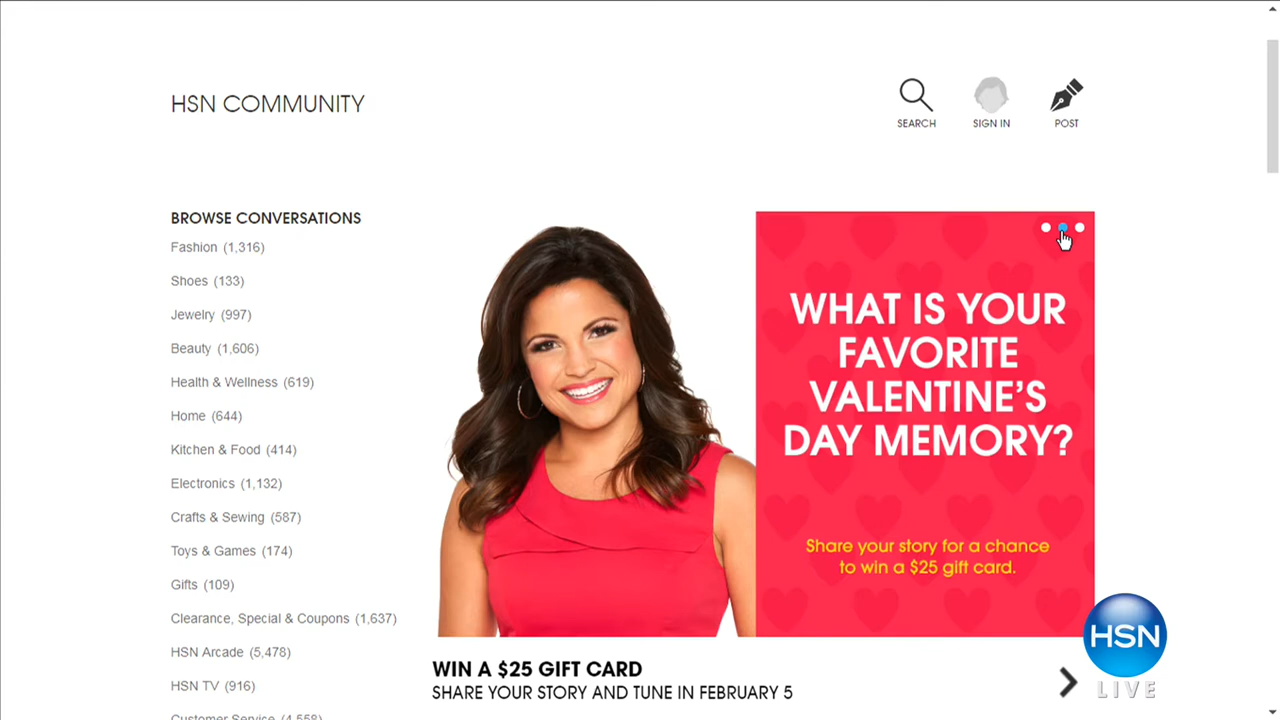 HSN COMMUNITY
SEARCH
SIGN IN
POST
BROWSE CONVERSATIONS
Fashion (1,316)
Shoes (133)
Jewelry (997)
Beauty (1,606)
Health & Wellness (619)
Home (644)
Kitchen & Food (414)
Electronics (1,132)
Crafts & Sewing (587)
Toys & Games (174)
Gifts (109)
Clearance, Special & Coupons (1,637)
HSN Arcade (5,478)
HSN TV (916)
Customer Service (4,558)
WHAT IS YOUR
FAVORITE
VALENTINE'S
DAY MEMORY?
Share your story for a chance
to win a $25 gift card.
WIN A $25 GIFT CARD
SHARE YOUR STORY AND TUNE IN FEBRUARY 5
HSN
LIVE